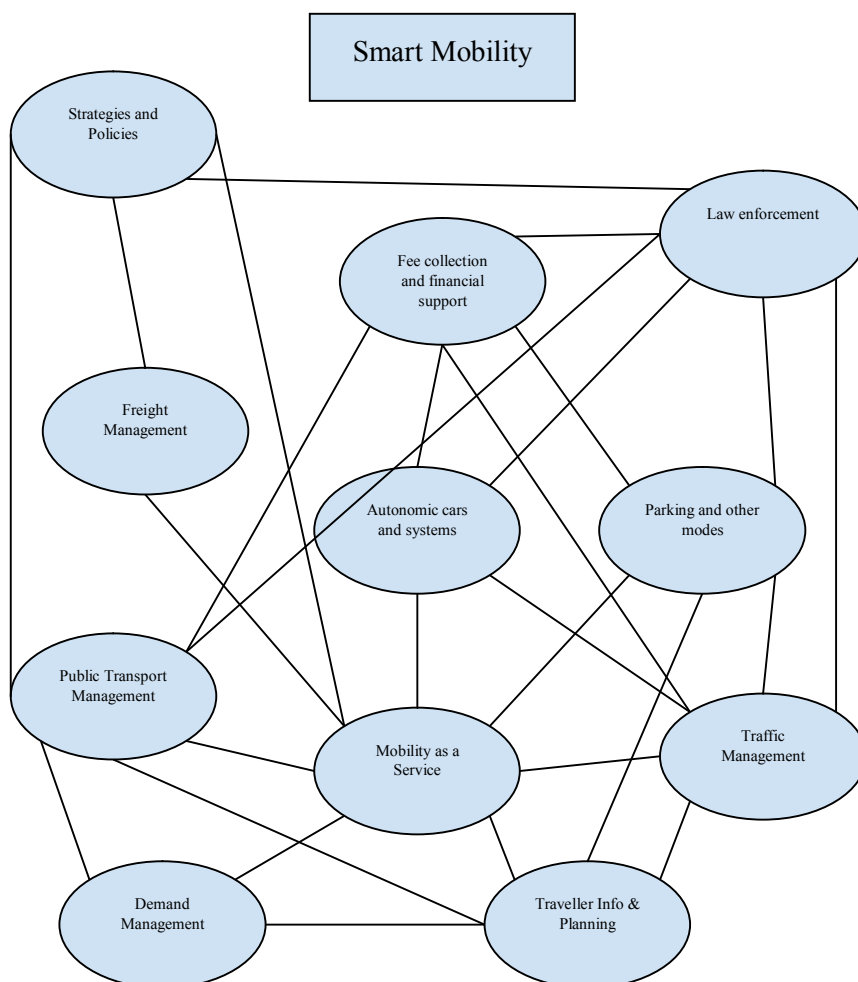 Smart Mobility
Strategies and
Policies
Law enforcement
Fee collection
and financial
support
Freight
Management
Autonomic cars
and systems
Parking and other
modes
Public Transport
Management
Mobility as a
Service
Traffic
Management
Demand
Management
Traveller Info &
Planning